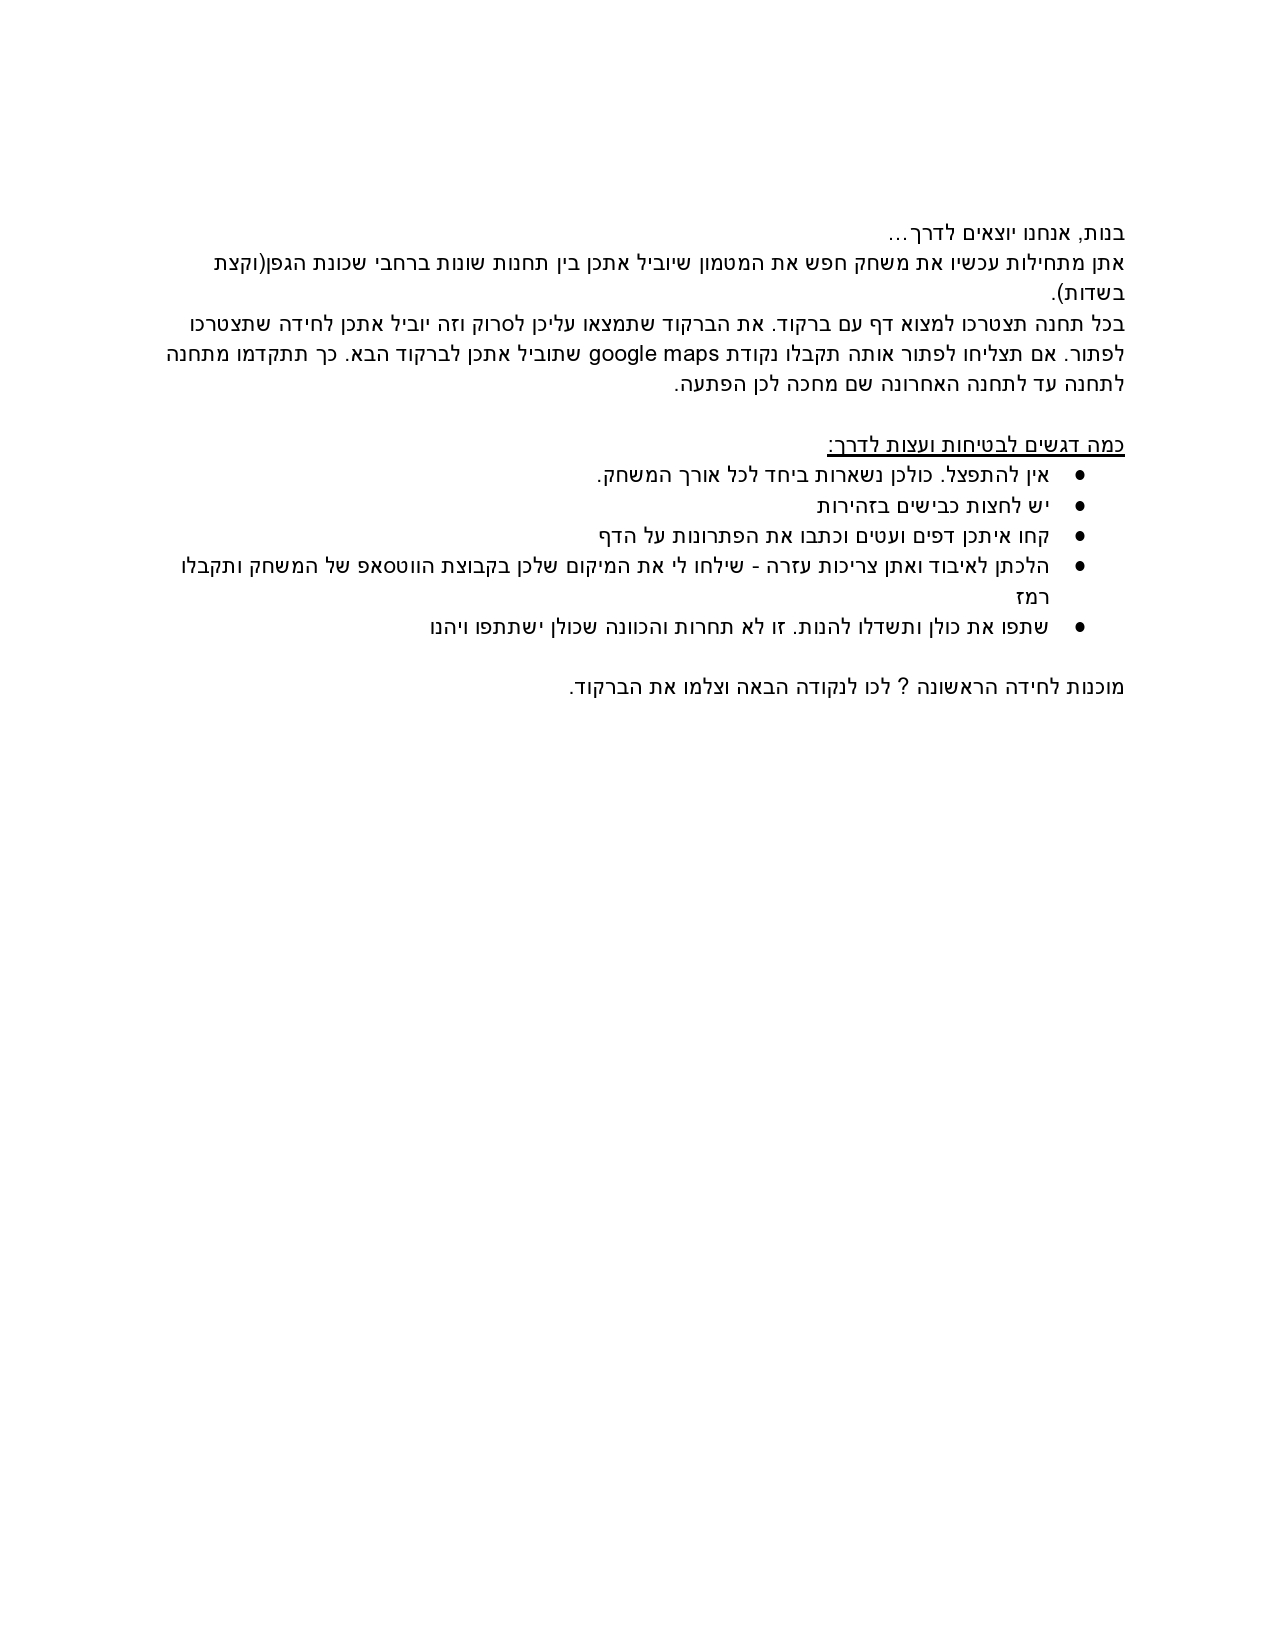 בנות, אנחנו יוצאים לדרך...
אתן מתחילות עכשיו את משחק חפש את המטמון שיוביל אתכן בין תחנות שונות ברחבי שכונת הגפן(וקצת
בשדות).
בכל תחנה תצטרכו למצוא דף עם ברקוד. את הברקוד שתמצאו עליכן לסרוק וזה יוביל אתכן לחידה שתצטרכו
לפתור. אם תצליחו לפתור אותה תקבלו נקודת google maps שתוביל אתכן לברקוד הבא. כך תתקדמו מתחנה
לתחנה עד לתחנה האחרונה שם מחכה לכן הפתעה.
כמה דגשים לבטיחות ועצות לדרך:
● אין להתפצל. כולכן נשארות ביחד לכל אורך המשחק.
● יש לחצות כבישים בזהירות
● קחו איתכן דפים ועטים וכתבו את הפתרונות על הדף
● הלכתן לאיבוד ואתן צריכות עזרה - שילחו לי את המיקום שלכן בקבוצת הווטסאפ של המשחק ותקבלו
רמז
● שתפו את כולן ותשדלו להנות. זו לא תחרות והכוונה שכולן ישתתפו ויהנו
מוכנות לחידה הראשונה ? לכו לנקודה הבאה וצלמו את הברקוד.